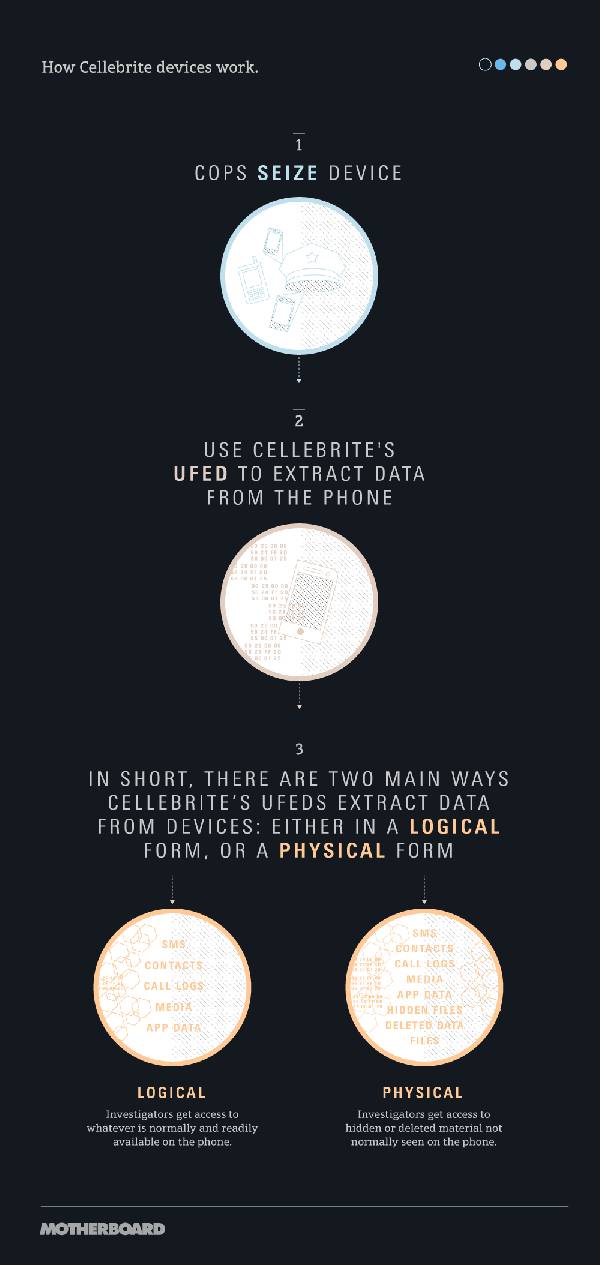 How Cellebrite devices work.
1
COPS SEIZE DEVICE
2
USE CELLEBRITE'S
UFED TO EXTRACT DATA
FROM THE PHONE
3
IN SHORT, THERE ARE TWO MAIN WAYS
CELLEBRITE'S UFEDS EXTRACT DATA
FROM DEVICES: EITHER IN A LOGICAL
FORM, OR A PHYSICAL FORM
SMS
CONTACTS
CALL LOGS
MEDIA
APP DATA
LOGICAL
Investigators get access to
whatever is normally and readily
available on the phone.
SMS
CONTACTS
CALL LOGS
MEDIA
APP DATA
HIDDEN FILES
DELETED DATA
FILES
PHYSICAL
Investigators get access to
hidden or deleted material not
normally seen on the phone.
MOTHERBOARD